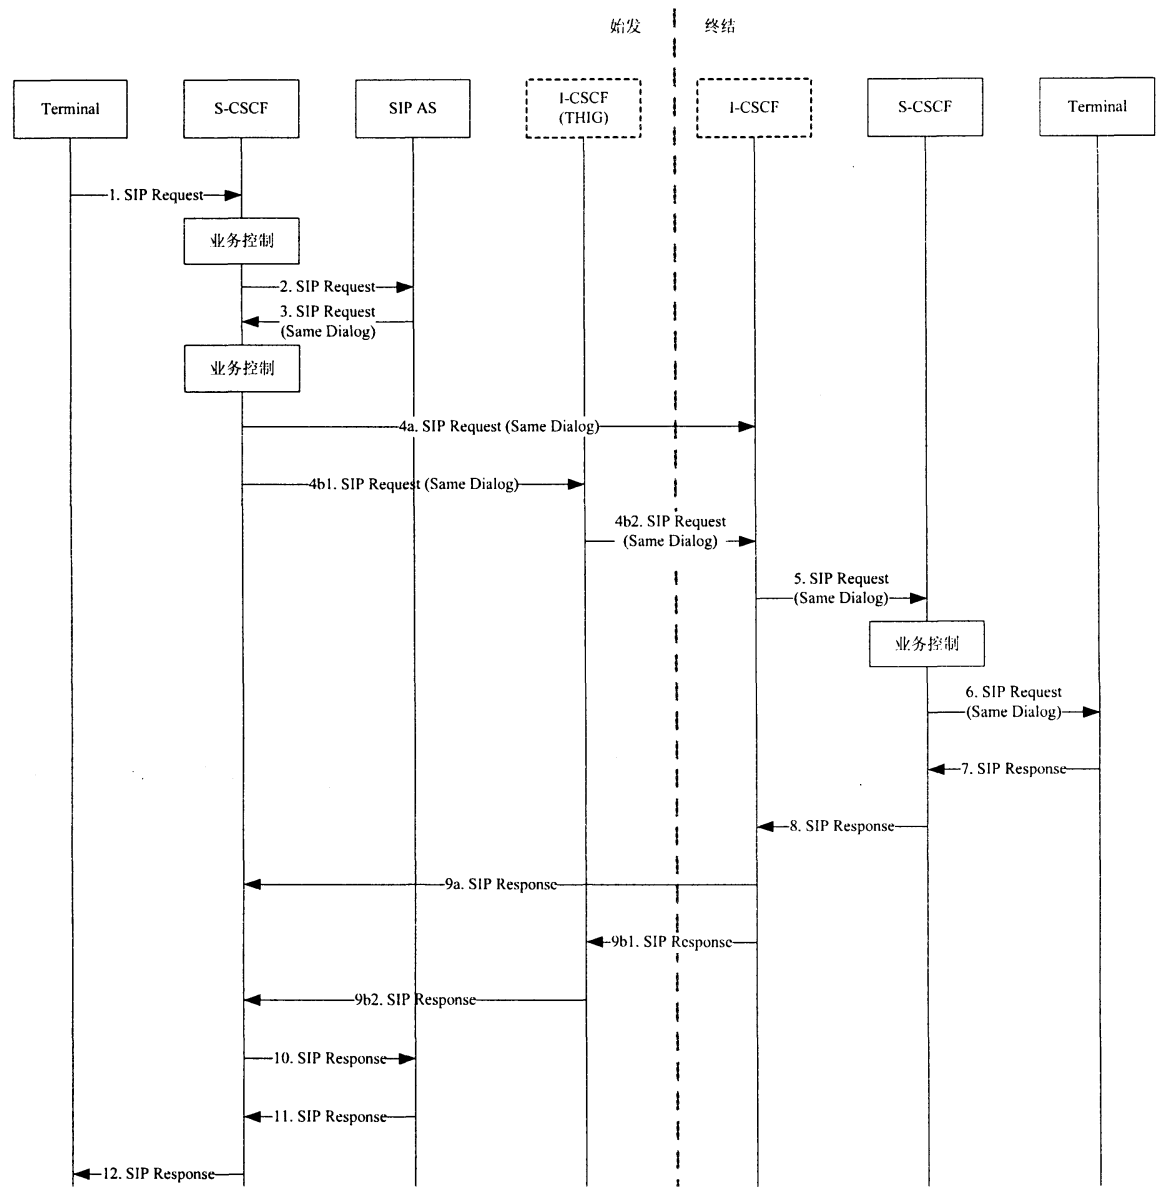 始发
终结
Terminal
S-CSCF
SIP AS
I-CSCF
(THIG)
I-CSCF
S-CSCF
Terminal
1. SIP Request
业务控制
2. SIP Request
3. SIP Request
(Same Dialog)
业务控制
4a. SIP Request (Same Dialog)
4b1. SIP Request (Same Dialog)
4b2. SIP Request
(Same Dialog)
5. SIP Request
(Same Dialog)
业务控制
6. SIP Request
(Same Dialog)
7. SIP Response
8. SIP Response
9a. SIP Response
9b1. SIP Response
9b2. SIP Response
10. SIP Response
11. SIP Response
12. SIP Response